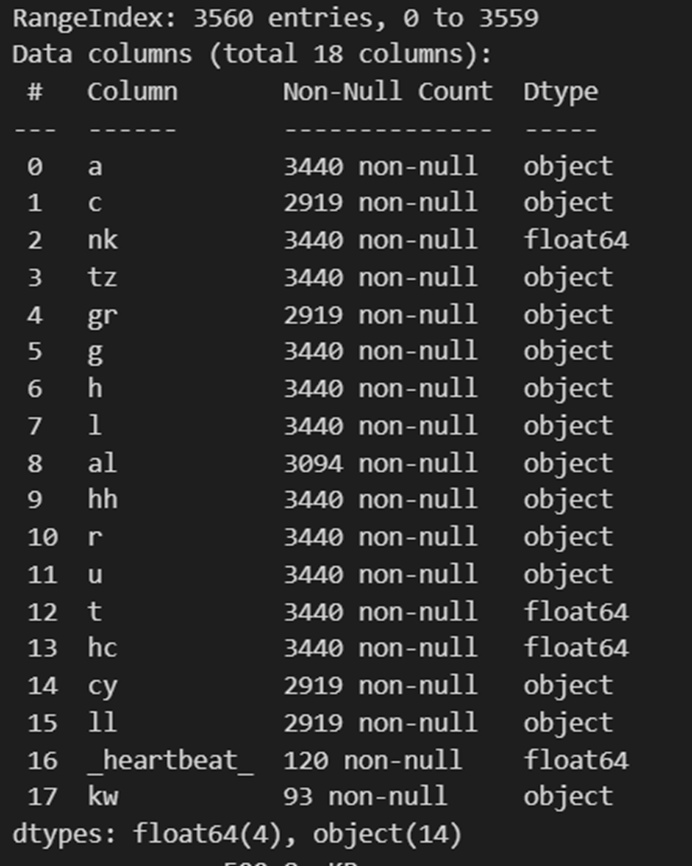 RangeIndex: 3560 entries, 0 to 3559
Data columns (total 18 columns):
 #   Column       Non-Null Count  Dtype
---  ------       --------------  -----
 0   a            3440 non-null   object
 1   c            2919 non-null   object
 2   nk           3440 non-null   float64
 3   tz           3440 non-null   object
 4   gr           2919 non-null   object
 5   g            3440 non-null   object
 6   h            3440 non-null   object
 7   l            3440 non-null   object
 8   al           3094 non-null   object
 9   hh           3440 non-null   object
 10  r            3440 non-null   object
 11  u            3440 non-null   object
 12  t            3440 non-null   float64
 13  hc           3440 non-null   float64
 14  cy           2919 non-null   object
 15  ll           2919 non-null   object
 16  _heartbeat_  120 non-null    float64
 17  kw           93 non-null     object
dtypes: float64(4), object(14)